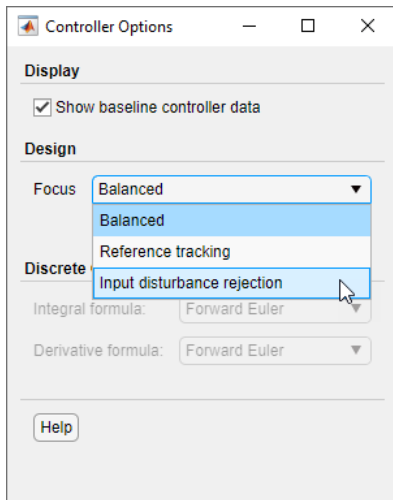 Controller Options
Display
Show baseline controller data
Design
Focus Balanced
Balanced
Reference tracking
Discrete
Input disturbance rejection
Integral formula: Forward Euler
Derivative formula: Forward Euler
Help